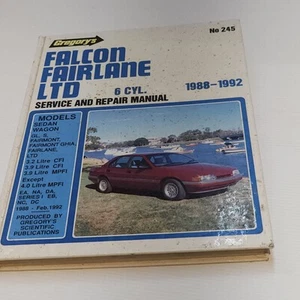 Gregory's
No 245
FALCON
FAIRLANE
LTD
6 CYL.
1988-1992
SERVICE AND REPAIR MANUAL
MODELS
SEDAN
WAGON
GL, S,
FAIRMONT,
FAIRMONT GHIA,
FAIRLANE,
LTD
3.2 Litre CFI
3.9 Litre CFI
3.9 Litre MPFI
Except
4.0 Litre MPFI
EA, NA, DA,
SERIES I EB,
NC, DC
1988 - Feb.1992
PRODUCED BY
GREGORY'S
SCIENTIFIC
PUBLICATIONS